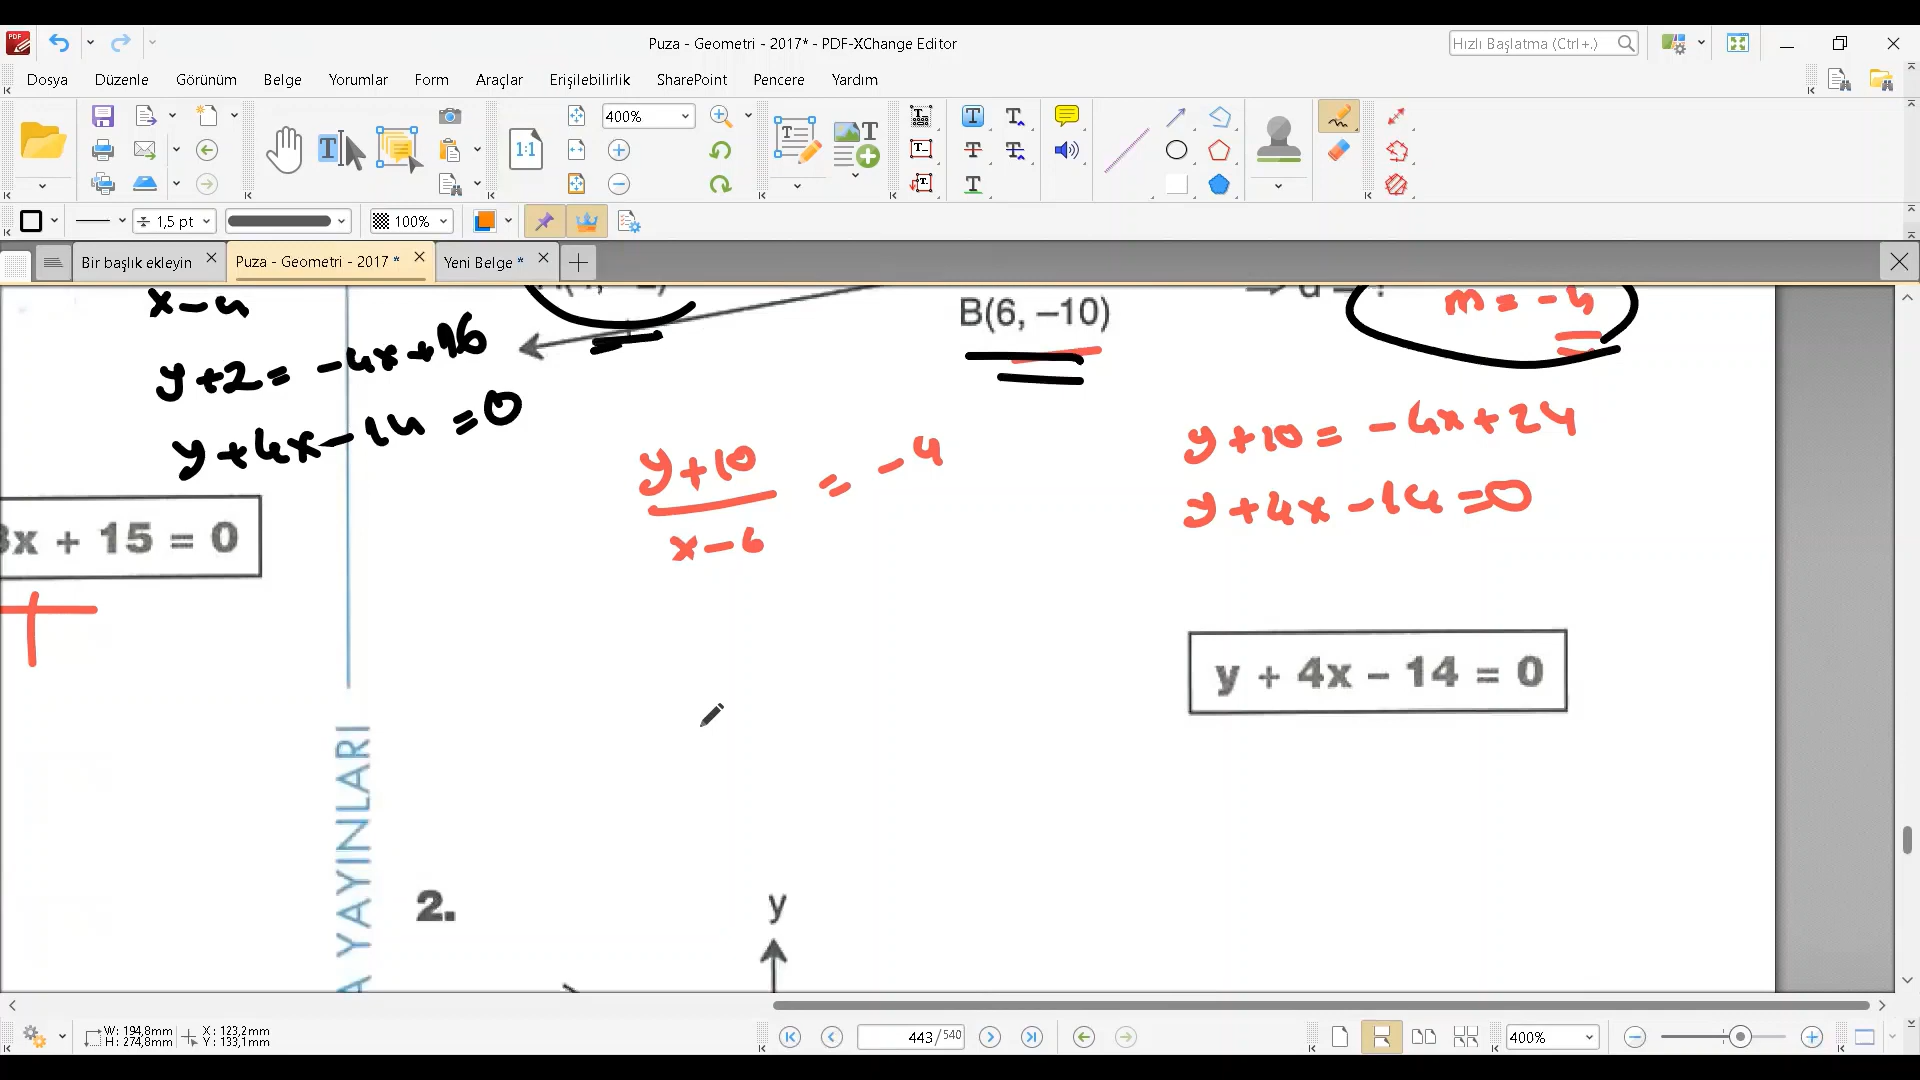 Puza - Geometri - 2017* - PDF-XChange Editor
Hızlı Başlatma (Ctrl+.)
Dosya Düzenle Görünüm Belge Yorumlar Form Araçlar Erişilebilirlik SharePoint Pencere Yardım
400%
1:1
1,5 pt
100%
Bir başlık ekleyin
Puza - Geometri - 2017 *
Yeni Belge *
x-4
m = -4
B(6, –10)
y+2 = -4x+16
y+4x-14 =0
y+10 = -4x+24
y+10
x-6
= -4
y+4x-14=0
3x + 15 = 0
y + 4x – 14 = 0
A YAYINLARI
2.
y
W: 194,8mm
H: 274,8mm
X: 123,2mm
Y: 133,1mm
443 / 540
400%